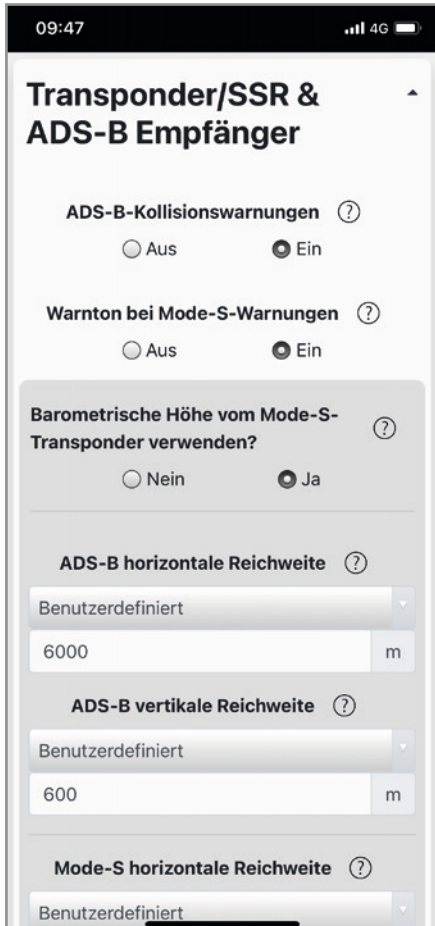 09:47
4G
Transponder/SSR &
ADS-B Empfänger
ADS-B-Kollisionswarnungen ?
Aus Ein
Warnton bei Mode-S-Warnungen ?
Aus Ein
Barometrische Höhe vom Mode-S-
Transponder verwenden? ?
Nein Ja
ADS-B horizontale Reichweite ?
Benutzerdefiniert
6000 m
ADS-B vertikale Reichweite ?
Benutzerdefiniert
600 m
Mode-S horizontale Reichweite ?
Benutzerdefiniert